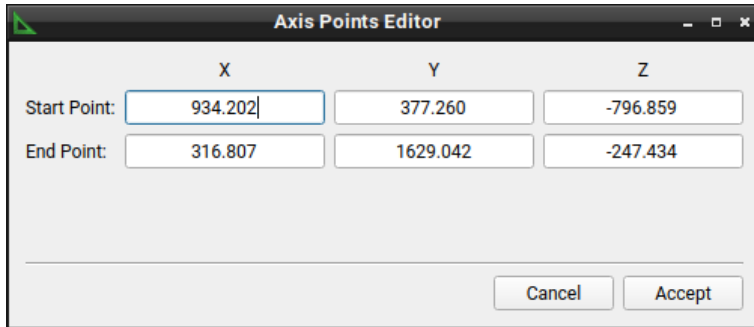 Axis Points Editor
X Y Z
Start Point: 934.202 377.260 -796.859
End Point: 316.807 1629.042 -247.434
Cancel Accept